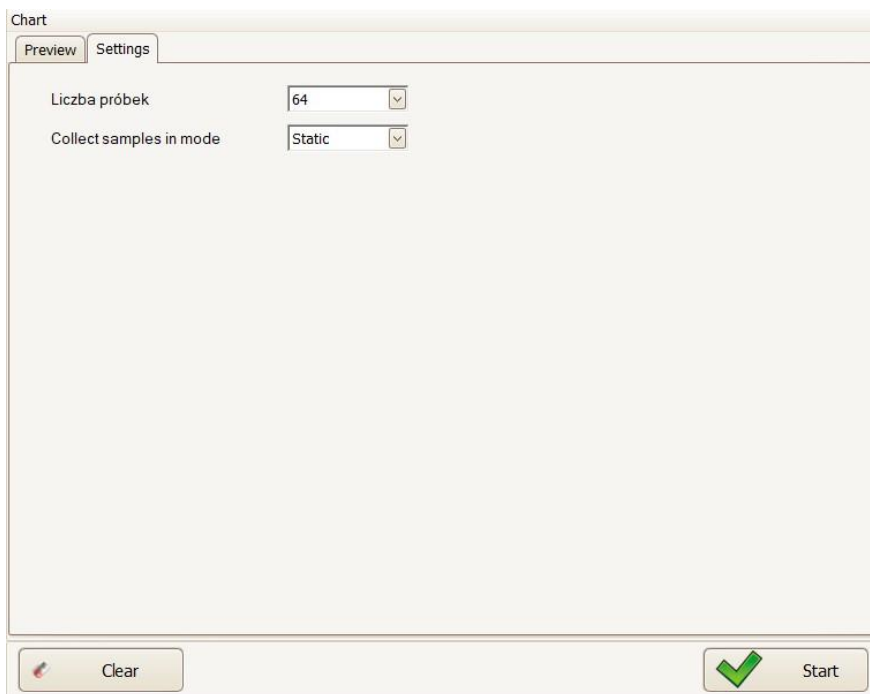 Chart
Preview Settings
Liczba próbek 64
Collect samples in mode Static
Clear Start